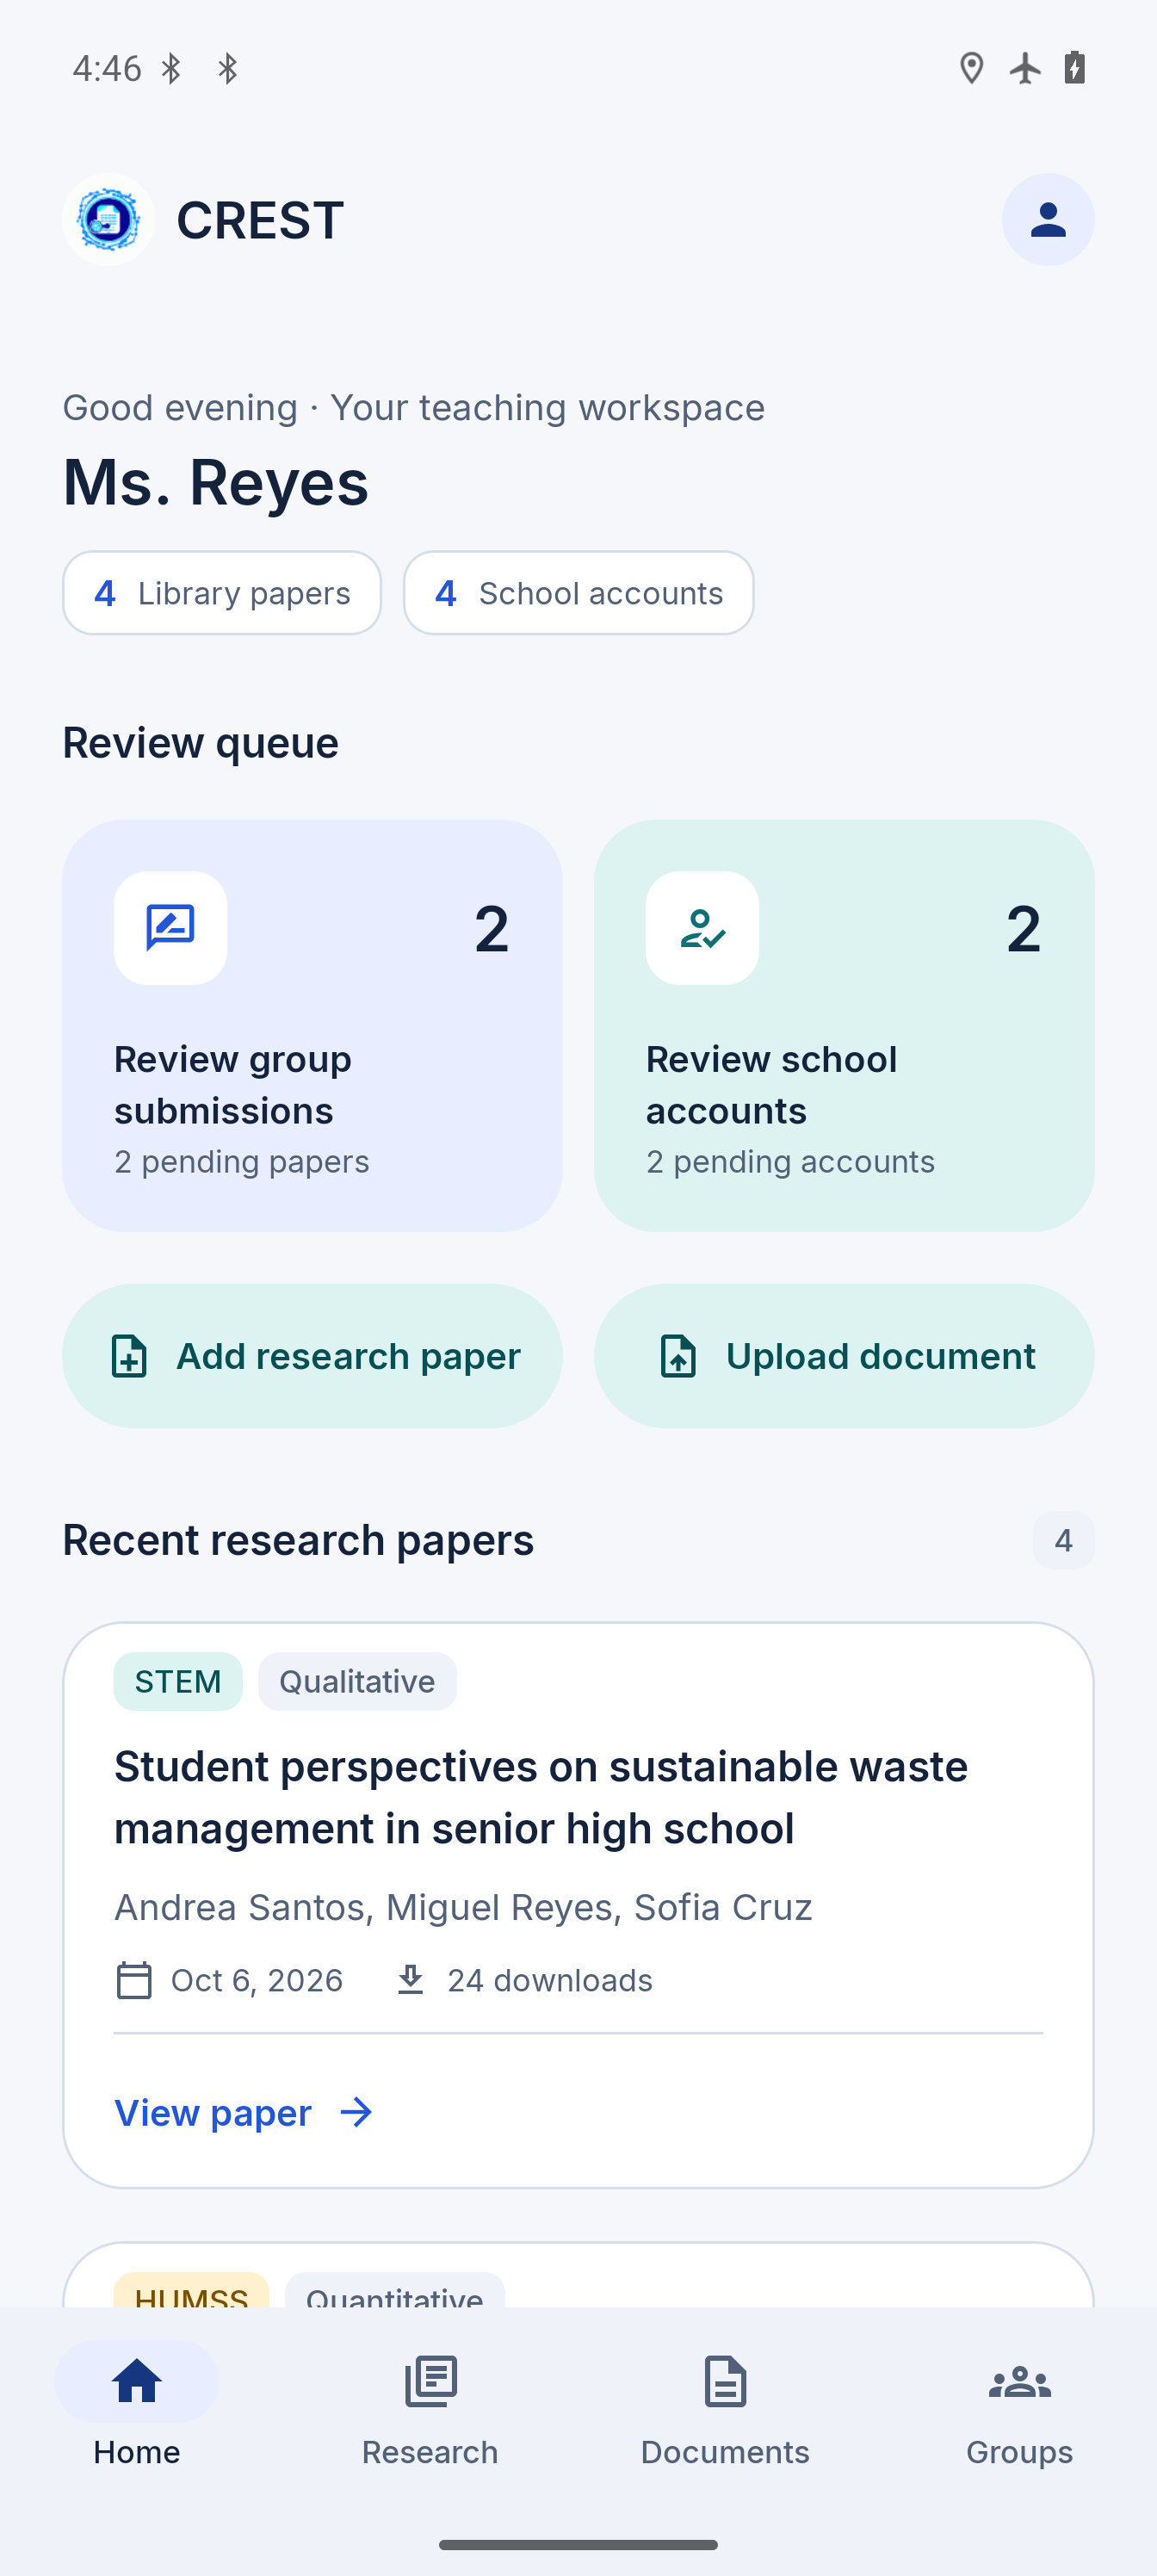 4:46
CREST
Good evening · Your teaching workspace
Ms. Reyes
4 Library papers
4 School accounts
Review queue
2
Review group
submissions
2 pending papers
2
Review school
accounts
2 pending accounts
Add research paper
Upload document
Recent research papers
4
STEM
Qualitative
Student perspectives on sustainable waste
management in senior high school
Andrea Santos, Miguel Reyes, Sofia Cruz
Oct 6, 2026
24 downloads
View paper
HUMSS
Quantitative
Home
Research
Documents
Groups